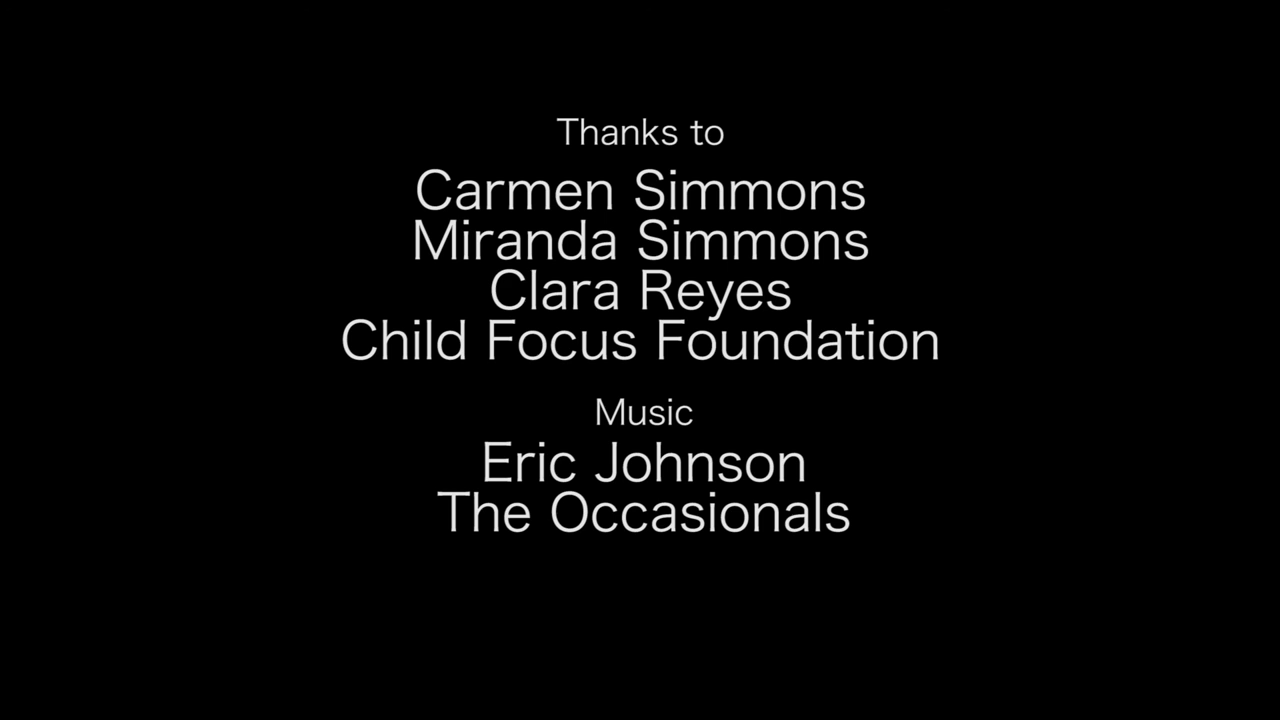 Thanks to
Carmen Simmons
Miranda Simmons
Clara Reyes
Child Focus Foundation
Music
Eric Johnson
The Occasionals